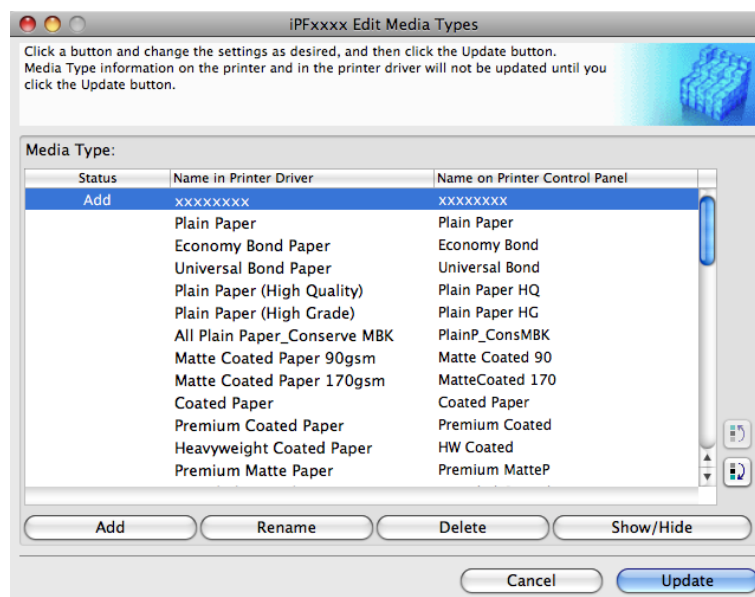 iPFxxxx Edit Media Types
Click a button and change the settings as desired, and then click the Update button.
Media Type information on the printer and in the printer driver will not be updated until you
click the Update button.
Media Type:
Status Name in Printer Driver Name on Printer Control Panel
Add xxxxxxxx xxxxxxxx
Plain Paper Plain Paper
Economy Bond Paper Economy Bond
Universal Bond Paper Universal Bond
Plain Paper (High Quality) Plain Paper HQ
Plain Paper (High Grade) Plain Paper HG
All Plain Paper_Conserve MBK PlainP_ConsMBK
Matte Coated Paper 90gsm Matte Coated 90
Matte Coated Paper 170gsm MatteCoated 170
Coated Paper Coated Paper
Premium Coated Paper Premium Coated
Heavyweight Coated Paper HW Coated
Premium Matte Paper Premium MatteP
Add Rename Delete Show/Hide
Cancel Update